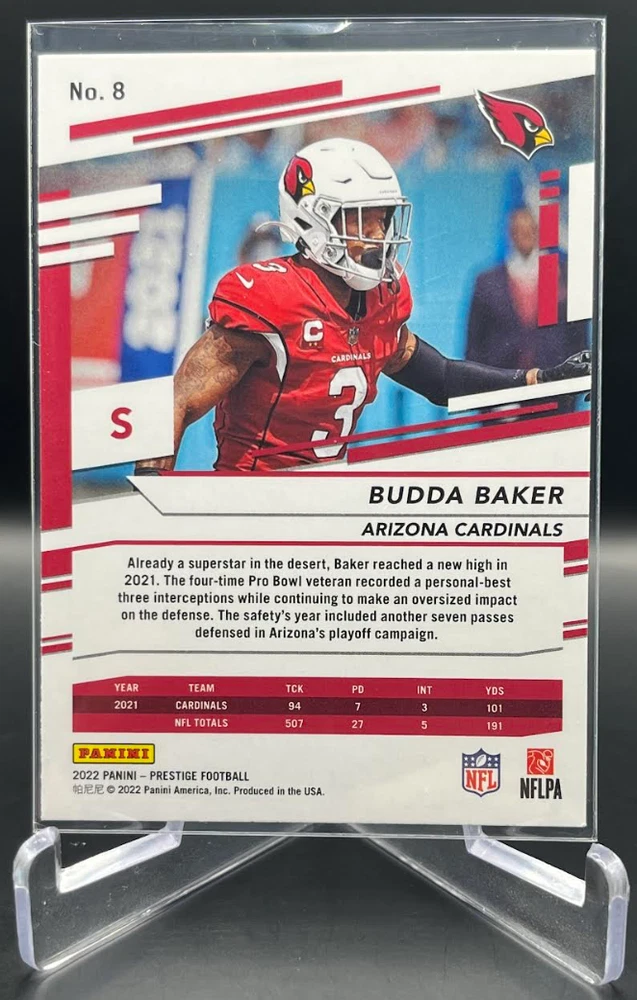 No. 8
3
C
CARDINALS
3
S
BUDDA BAKER
ARIZONA CARDINALS
Already a superstar in the desert, Baker reached a new high in
2021. The four-time Pro Bowl veteran recorded a personal-best
three interceptions while continuing to make an oversized impact
on the defense. The safety's year included another seven passes
defensed in Arizona's playoff campaign.
YEAR TEAM TCK PD INT YDS
2021 CARDINALS 94 7 3 101
NFL TOTALS 507 27 5 191
PANINI
2022 PANINI – PRESTIGE FOOTBALL
帕尼尼 © 2022 Panini America, Inc. Produced in the USA.
NFL
NFLPA